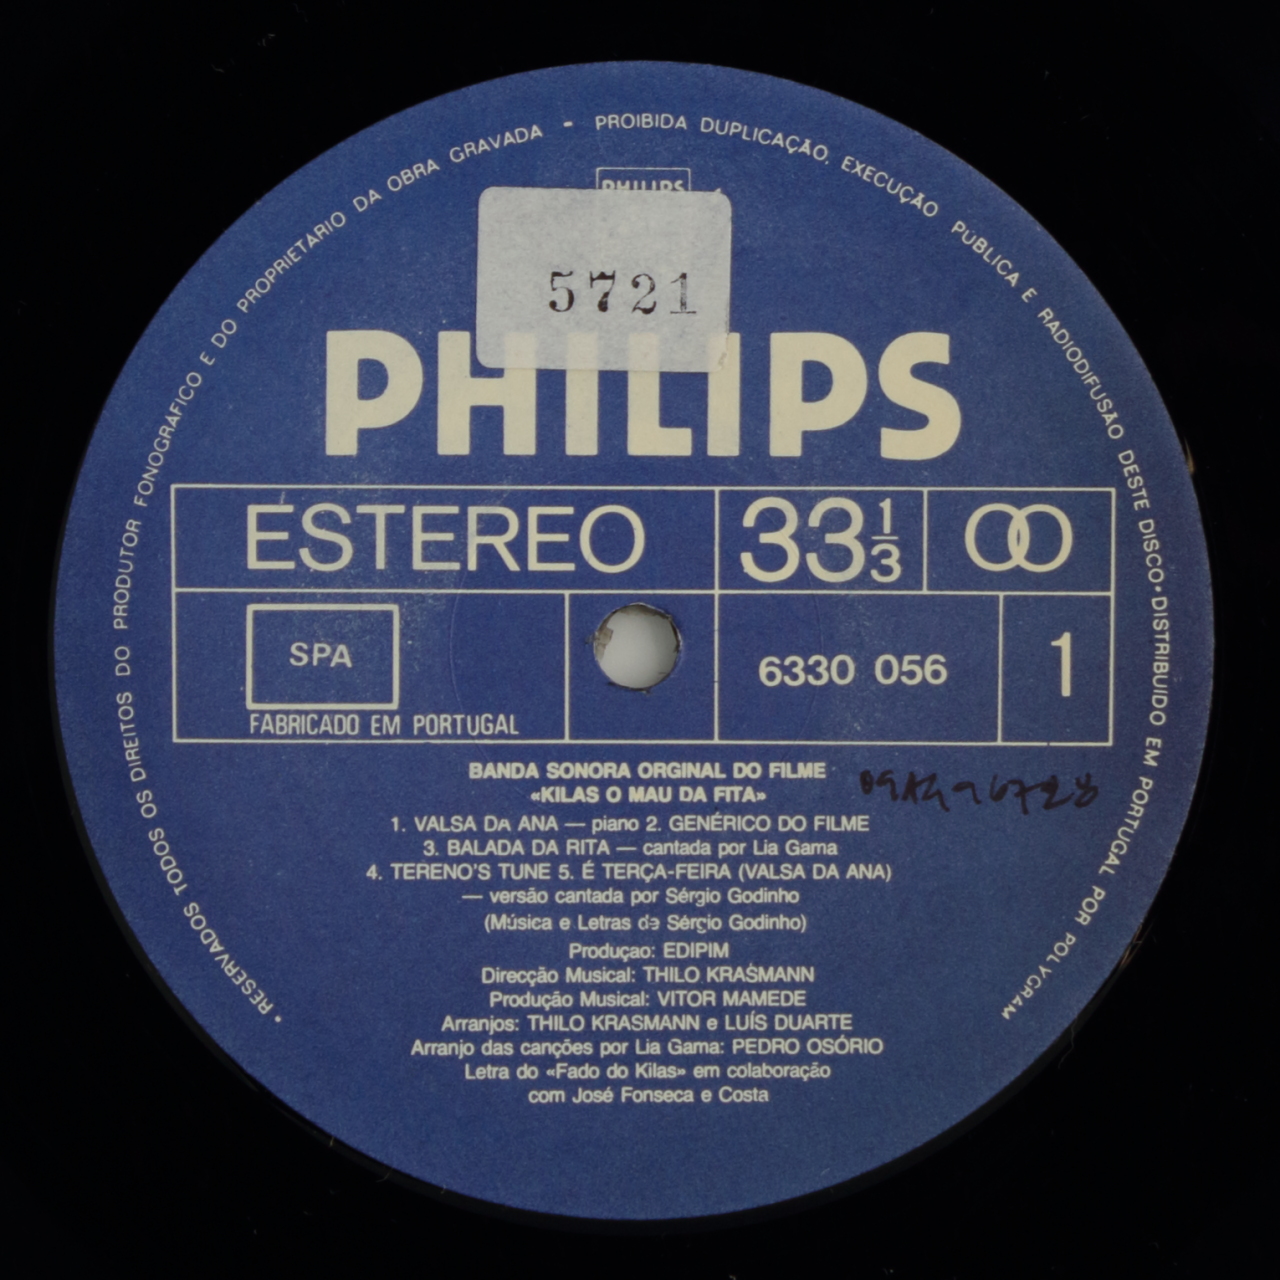 • RESERVADOS TODOS OS DIREITOS DO PRODUTOR FONOGRÁFICO E DO PROPRIETARIO DA OBRA GRAVADA - PROIBIDA DUPLICAÇÃO, EXECUÇÃO PÚBLICA E RADIODIFUSÃO DESTE DISCO • DISTRIBUIDO EM PORTUGAL POR POLYGRAM
PHILIPS
5721
PHILIPS
ESTEREO 33 1/3
SPA
6330 056 1
FABRICADO EM PORTUGAL
BANDA SONORA ORGINAL DO FILME
«KILAS O MAU DA FITA»
1. VALSA DA ANA — piano 2. GENÉRICO DO FILME
3. BALADA DA RITA — cantada por Lia Gama
4. TERENO'S TUNE 5. É TERÇA-FEIRA (VALSA DA ANA)
— versão cantada por Sérgio Godinho
(Música e Letras de Sérgio Godinho)
Produçao: EDIPIM
Direcção Musical: THILO KRASMANN
Produção Musical: VITOR MAMEDE
Arranjos: THILO KRASMANN e LUÍS DUARTE
Arranjo das canções por Lia Gama: PEDRO OSÓRIO
Letra do «Fado do Kilas» em colaboração
com José Fonseca e Costa